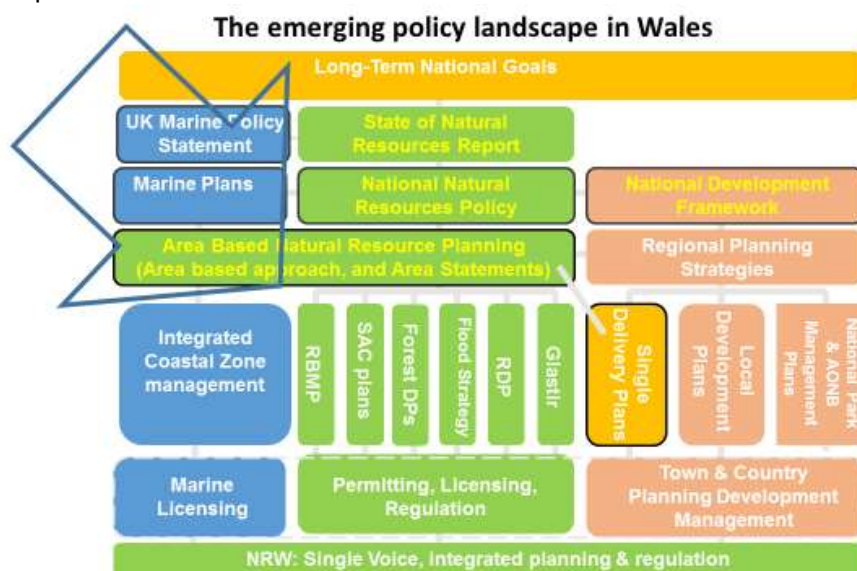 The emerging policy landscape in Wales
Long-Term National Goals
UK Marine Policy
Statement
State of Natural
Resources Report
Marine Plans
National Natural
Resources Policy
National Development
Framework
Area Based Natural Resource Planning
(Area based approach, and Area Statements)
Regional Planning
Strategies
Integrated
Coastal Zone
management
RBMP
SAC plans
Forest DPs
Flood Strategy
RDP
Glastir
Single
Delivery Plans
Local
Development
Plans
National Park
& AONB
Management
Plans
Marine
Licensing
Permitting, Licensing,
Regulation
Town & Country
Planning Development
Management
NRW: Single Voice, integrated planning & regulation